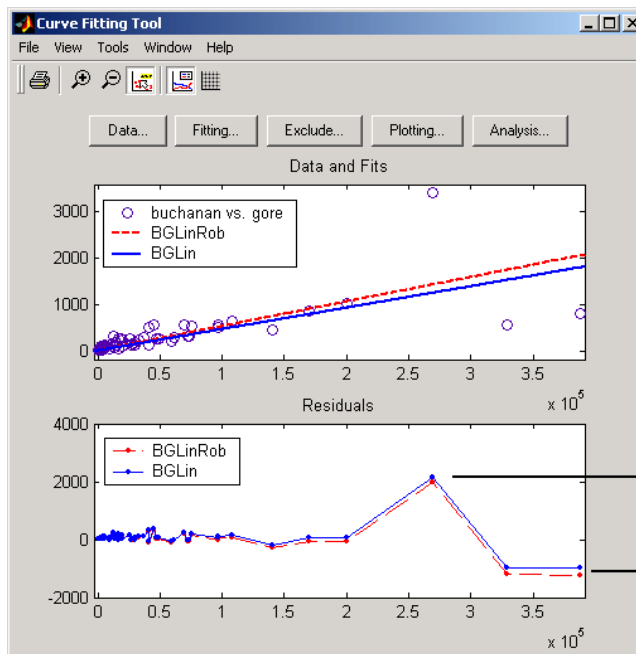 Curve Fitting Tool
File View Tools Window Help
Data... Fitting... Exclude... Plotting... Analysis...
Data and Fits
3000
2000
1000
0
buchanan vs. gore
BGLinRob
BGLin
0 0.5 1 1.5 2 2.5 3 3.5
x 10^5
Residuals
4000
2000
0
-2000
BGLinRob
BGLin
0 0.5 1 1.5 2 2.5 3 3.5
x 10^5